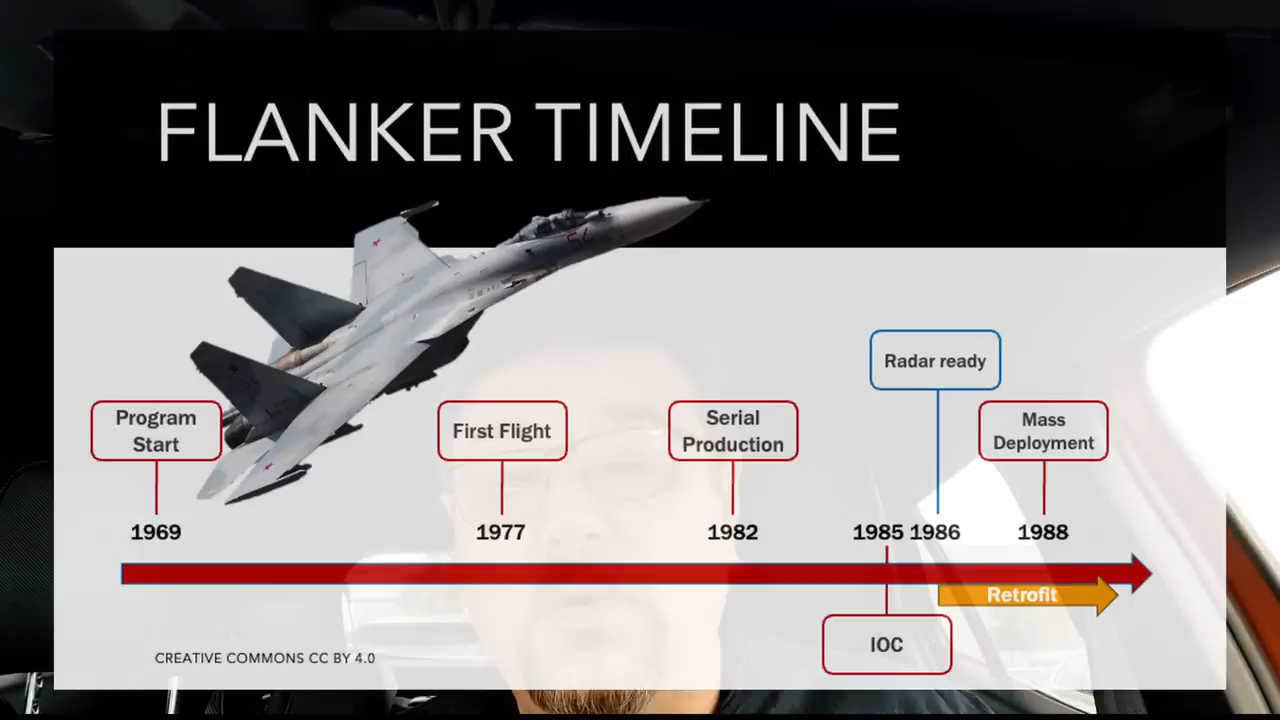 FLANKER TIMELINE
54
Radar ready
Program
Start
First Flight
Serial
Production
Mass
Deployment
1969
1977
1982
1985
1986
1988
Retrofit
IOC
CREATIVE COMMONS CC BY 4.0